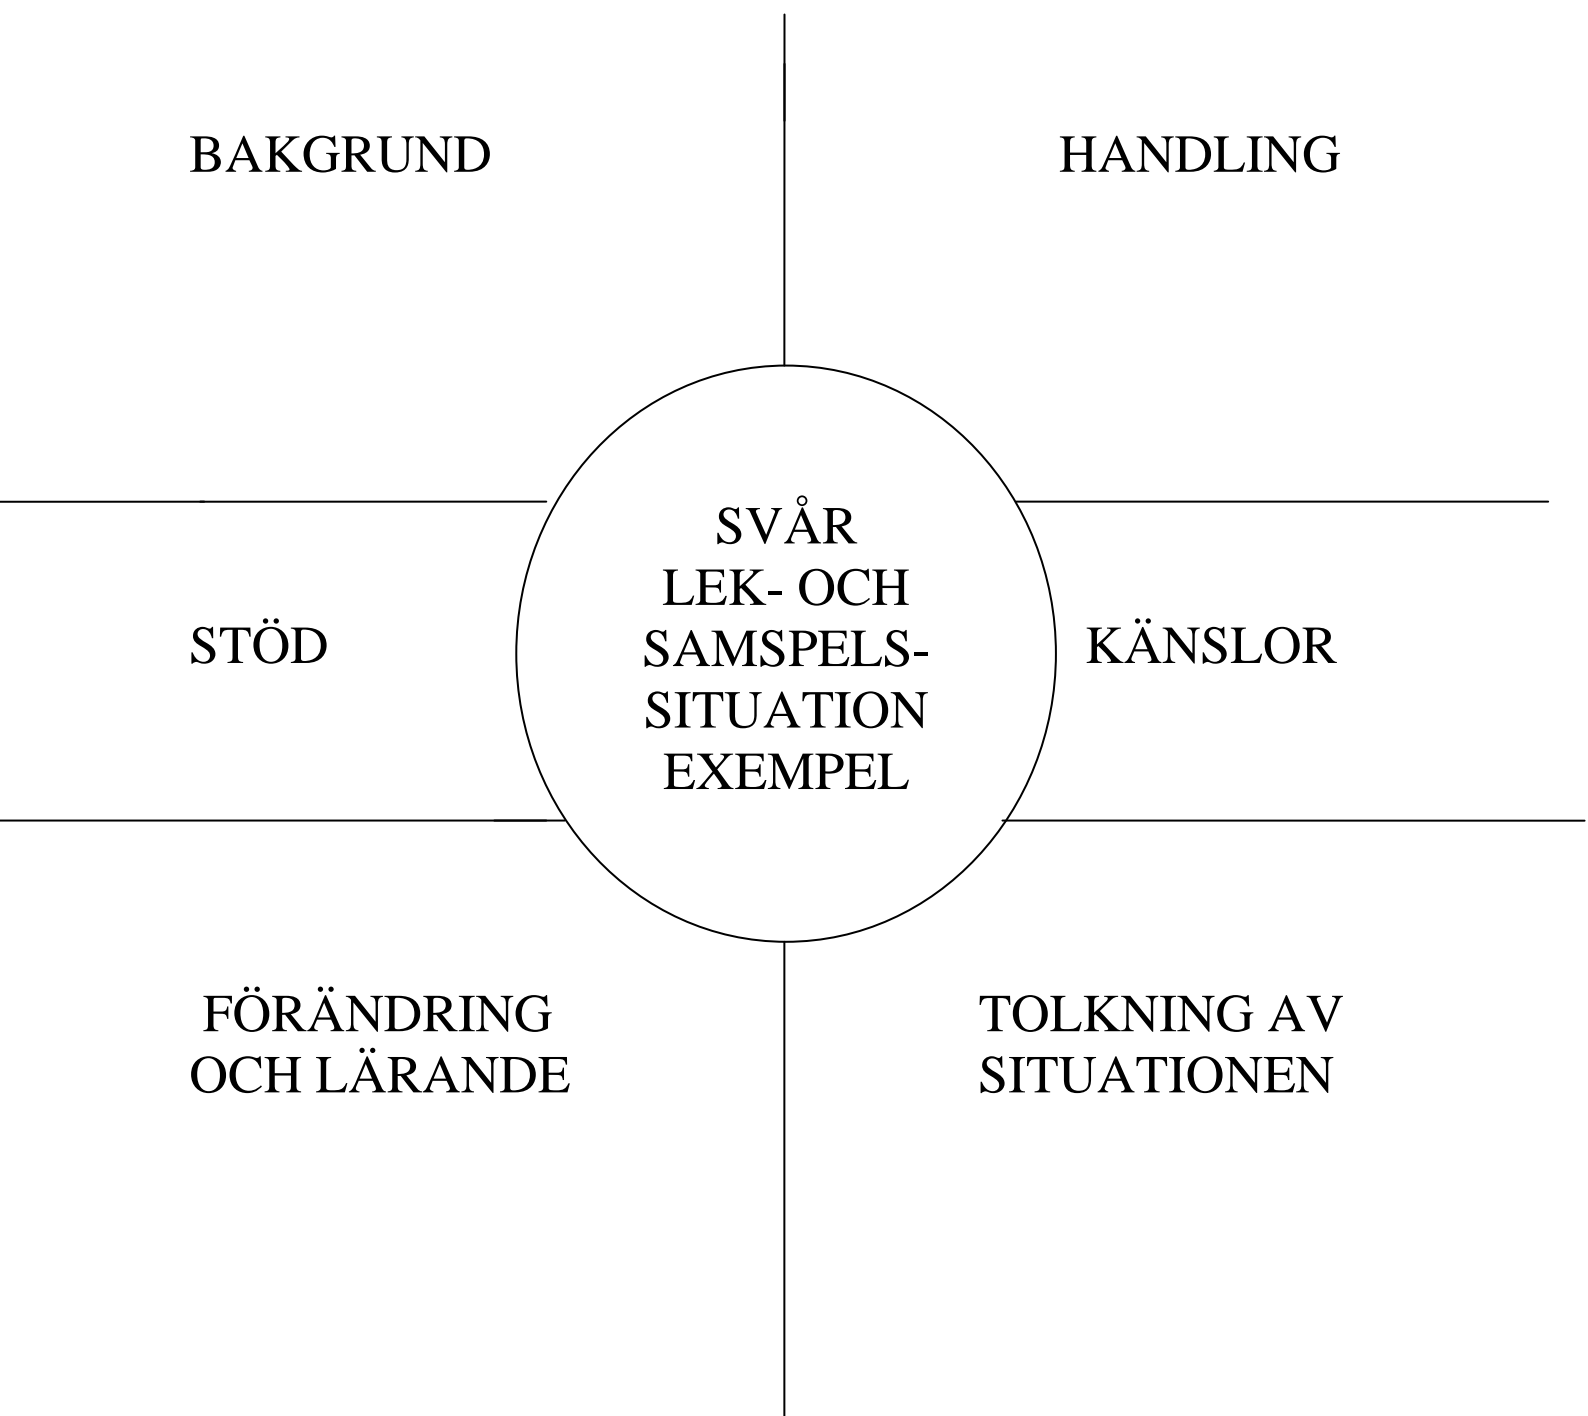 BAKGRUND
HANDLING
SVÅR
LEK- OCH
SAMSPELS-
SITUATION
EXEMPEL
STÖD
KÄNSLOR
FÖRÄNDRING
OCH LÄRANDE
TOLKNING AV
SITUATIONEN